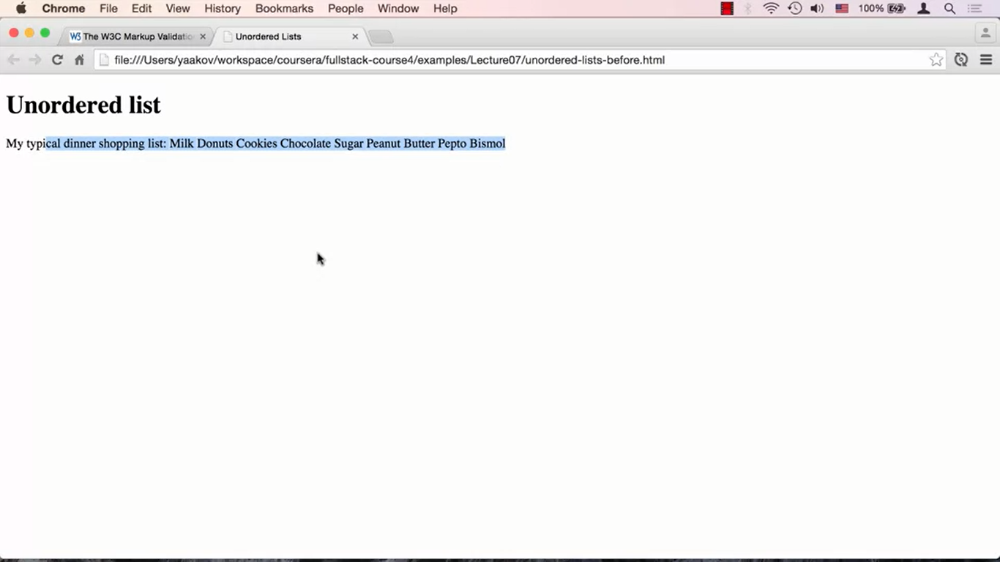 Chrome File Edit View History Bookmarks People Window Help 100%
The W3C Markup Validatio Unordered Lists
file:///Users/yaakov/workspace/coursera/fullstack-course4/examples/Lecture07/unordered-lists-before.html
Unordered list
My typical dinner shopping list: Milk Donuts Cookies Chocolate Sugar Peanut Butter Pepto Bismol